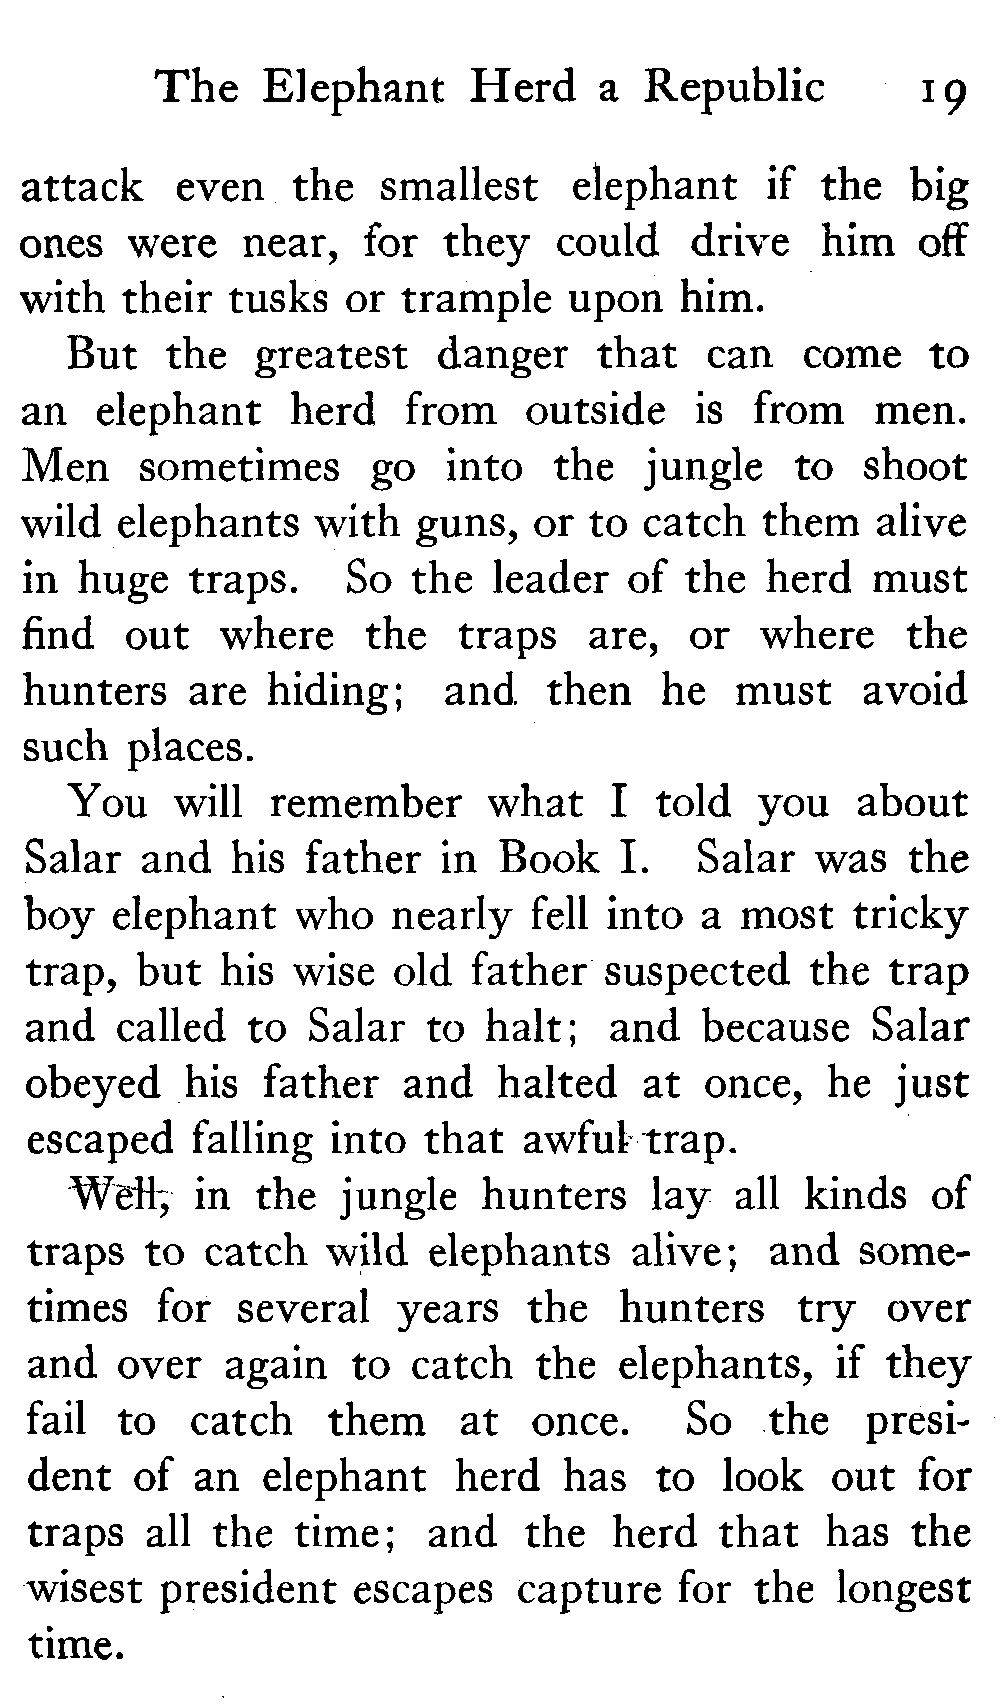 The Elephant Herd a Republic 19
attack even the smallest elephant if the big
ones were near, for they could drive him off
with their tusks or trample upon him.
But the greatest danger that can come to
an elephant herd from outside is from men.
Men sometimes go into the jungle to shoot
wild elephants with guns, or to catch them alive
in huge traps. So the leader of the herd must
find out where the traps are, or where the
hunters are hiding; and then he must avoid
such places.
You will remember what I told you about
Salar and his father in Book I. Salar was the
boy elephant who nearly fell into a most tricky
trap, but his wise old father suspected the trap
and called to Salar to halt; and because Salar
obeyed his father and halted at once, he just
escaped falling into that awful trap.
Well, in the jungle hunters lay all kinds of
traps to catch wild elephants alive; and some-
times for several years the hunters try over
and over again to catch the elephants, if they
fail to catch them at once. So the presi-
dent of an elephant herd has to look out for
traps all the time; and the herd that has the
wisest president escapes capture for the longest
time.